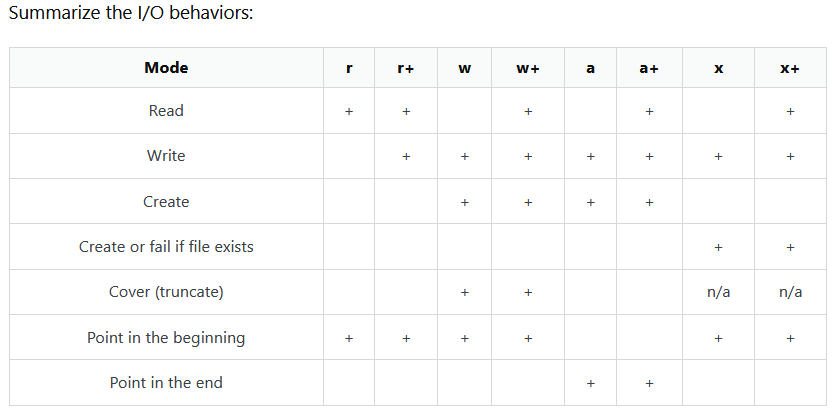 Summarize the I/O behaviors:
Mode r r+ w w+ a a+ x x+
Read + + + + +
Write + + + + + + +
Create + + + +
Create or fail if file exists + +
Cover (truncate) + + n/a n/a
Point in the beginning + + + + + +
Point in the end + +